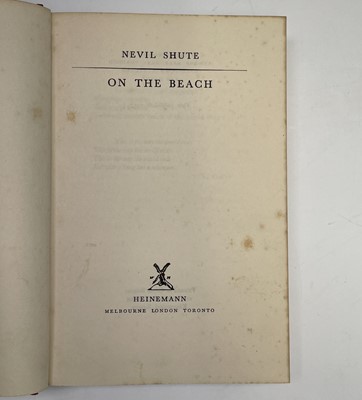 NEVIL SHUTE
ON THE BEACH
HEINEMANN
MELBOURNE LONDON TORONTO